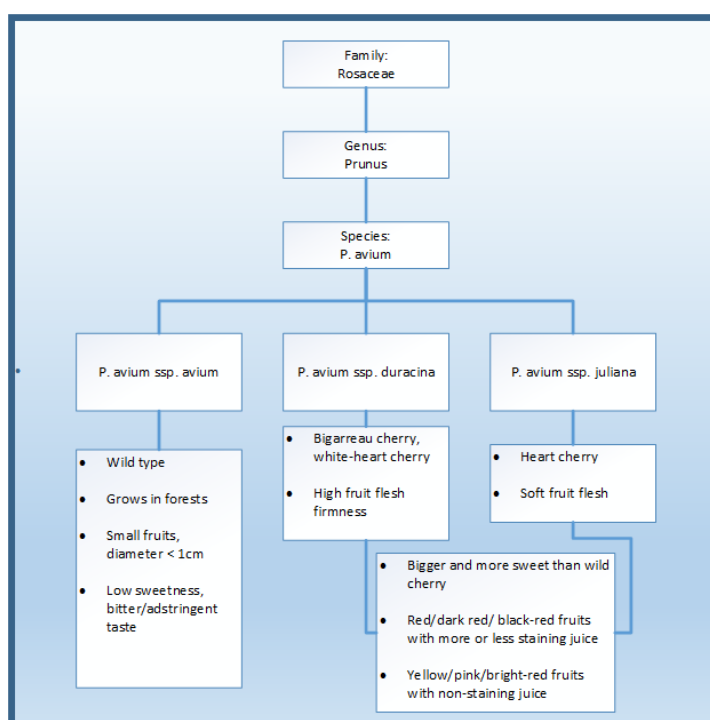 Family:
Rosaceae
Genus:
Prunus
Species:
P. avium
P. avium ssp. avium
P. avium ssp. duracina
P. avium ssp. juliana
• Wild type
• Grows in forests
• Small fruits,
diameter < 1cm
• Low sweetness,
bitter/adstringent
taste
• Bigarreau cherry,
white-heart cherry
• High fruit flesh
firmness
• Heart cherry
• Soft fruit flesh
• Bigger and more sweet than wild
cherry
• Red/dark red/ black-red fruits
with more or less staining juice
• Yellow/pink/bright-red fruits
with non-staining juice